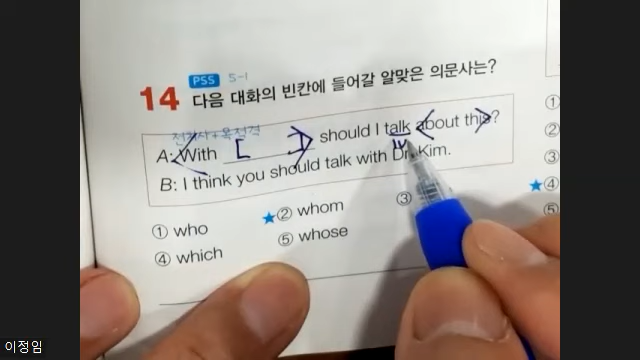 PSS 5-1
14 다음 대화의 빈칸에 들어갈 알맞은 의문사는?
전치사+목적격
A: With should I talk about this?
B: I think you should talk with Dr. Kim.
① who ② whom ③
④ which ⑤ whose
①
②
③
④
⑤
이정임